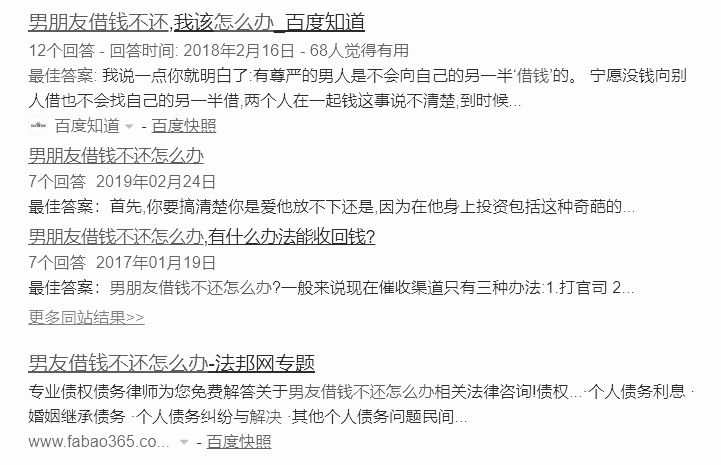 男朋友借钱不还,我该怎么办_百度知道
12个回答 - 回答时间: 2018年2月16日 - 68人觉得有用
最佳答案: 我说一点你就明白了:有尊严的男人是不会向自己的另一半‘借钱’的。 宁愿没钱向别
人借也不会找自己的另一半借,两个人在一起钱这事说不清楚,到时候...
百度知道 - 百度快照
男朋友借钱不还怎么办
7个回答 2019年02月24日
最佳答案：首先,你要搞清楚你是爱他放不下还是,因为在他身上投资包括这种奇葩的...
男朋友借钱不还怎么办,有什么办法能收回钱?
7个回答 2017年01月19日
最佳答案：男朋友借钱不还怎么办?一般来说现在催收渠道只有三种办法:1.打官司 2...
更多同站结果>>
男友借钱不还怎么办-法邦网专题
专业债权债务律师为您免费解答关于男友借钱不还怎么办相关法律咨询!债权...·个人债务利息 ·
婚姻继承债务 ·个人债务纠纷与解决 ·其他个人债务问题民间...
www.fabao365.co... - 百度快照